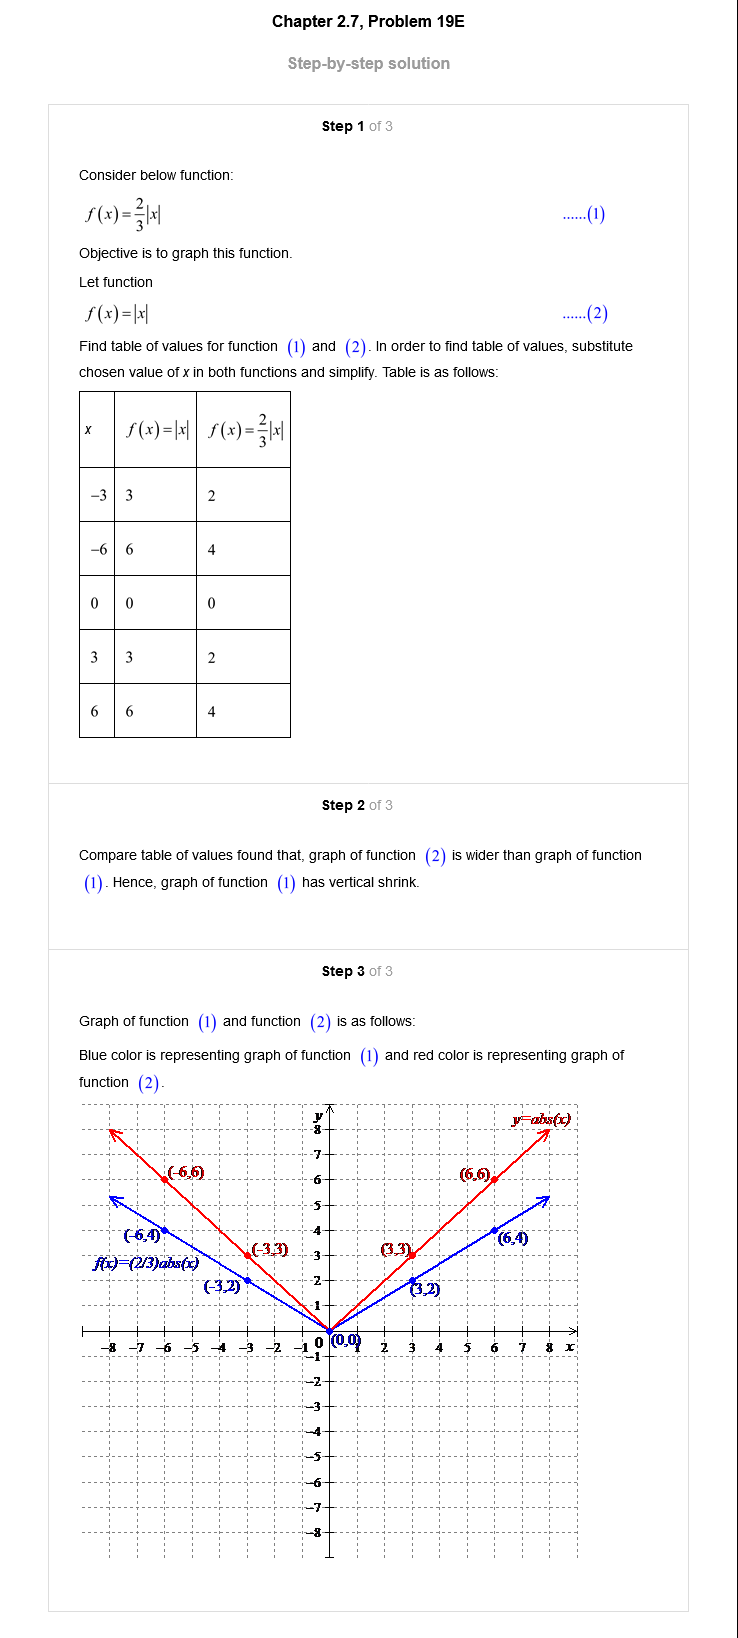 Chapter 2.7, Problem 19E
Step-by-step solution
Step 1 of 3
Consider below function:
f(x)=2/3|x| ......(1)
Objective is to graph this function.
Let function
f(x)=|x| ......(2)
Find table of values for function (1) and (2). In order to find table of values, substitute
chosen value of x in both functions and simplify. Table is as follows:
x f(x)=|x| f(x)=2/3|x|
−3 3 2
−6 6 4
0 0 0
3 3 2
6 6 4
Step 2 of 3
Compare table of values found that, graph of function (2) is wider than graph of function
(1). Hence, graph of function (1) has vertical shrink.
Step 3 of 3
Graph of function (1) and function (2) is as follows:
Blue color is representing graph of function (1) and red color is representing graph of
function (2).
y
y=abs(x)
8
7
(-6,6) 6 (6,6)
5
(-6,4) 4 (6,4)
(-3,3) 3 (3,3)
f(x)=(2/3)abs(x)
(-3,2) 2 (3,2)
1
0 (0,0)
−8 −7 −6 −5 −4 −3 −2 −1 1 2 3 4 5 6 7 8 x
−1
−2
−3
−4
−5
−6
−7
−8